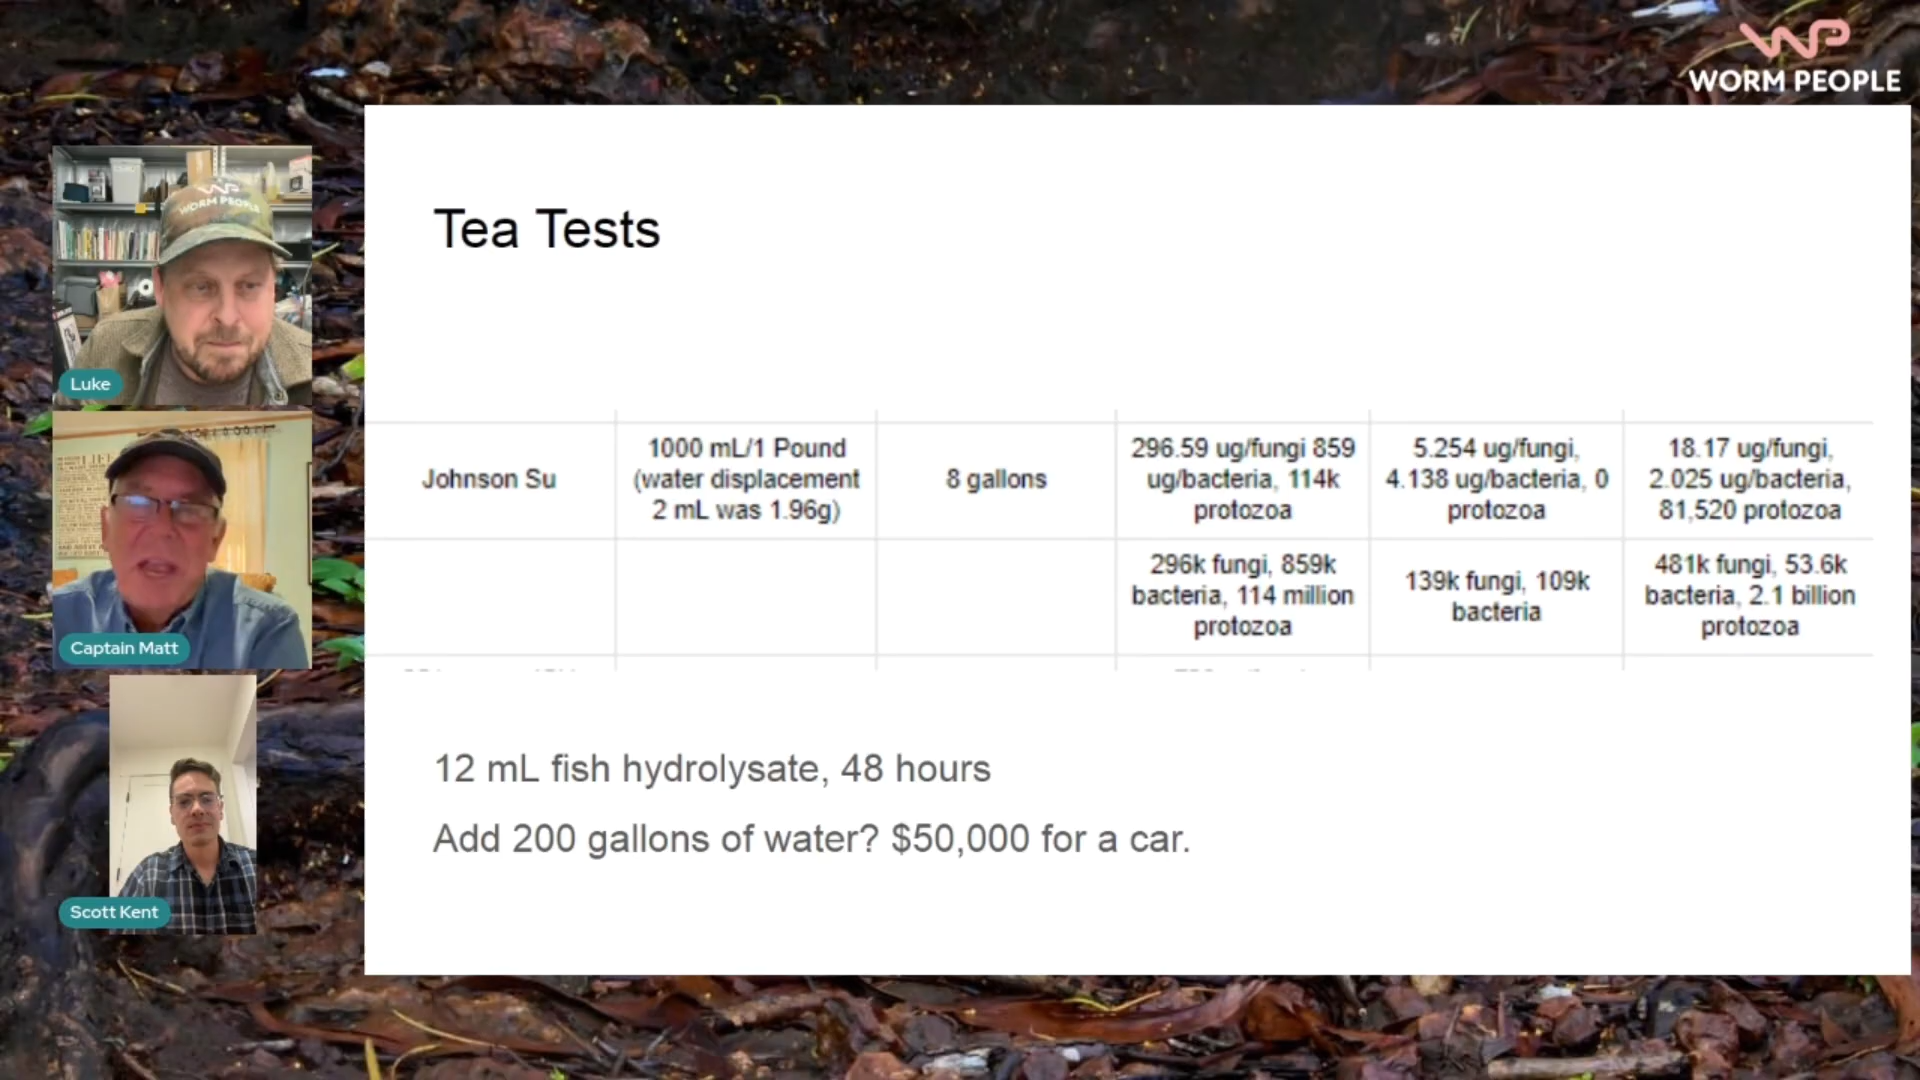 WORM PEOPLE
WORM PEOPLE
Luke
Captain Matt
Scott Kent
Tea Tests
Johnson Su
1000 mL/1 Pound
(water displacement
2 mL was 1.96g)
8 gallons
296.59 ug/fungi 859
ug/bacteria, 114k
protozoa
5.254 ug/fungi,
4.138 ug/bacteria, 0
protozoa
18.17 ug/fungi,
2.025 ug/bacteria,
81,520 protozoa
296k fungi, 859k
bacteria, 114 million
protozoa
139k fungi, 109k
bacteria
481k fungi, 53.6k
bacteria, 2.1 billion
protozoa
12 mL fish hydrolysate, 48 hours
Add 200 gallons of water? $50,000 for a car.